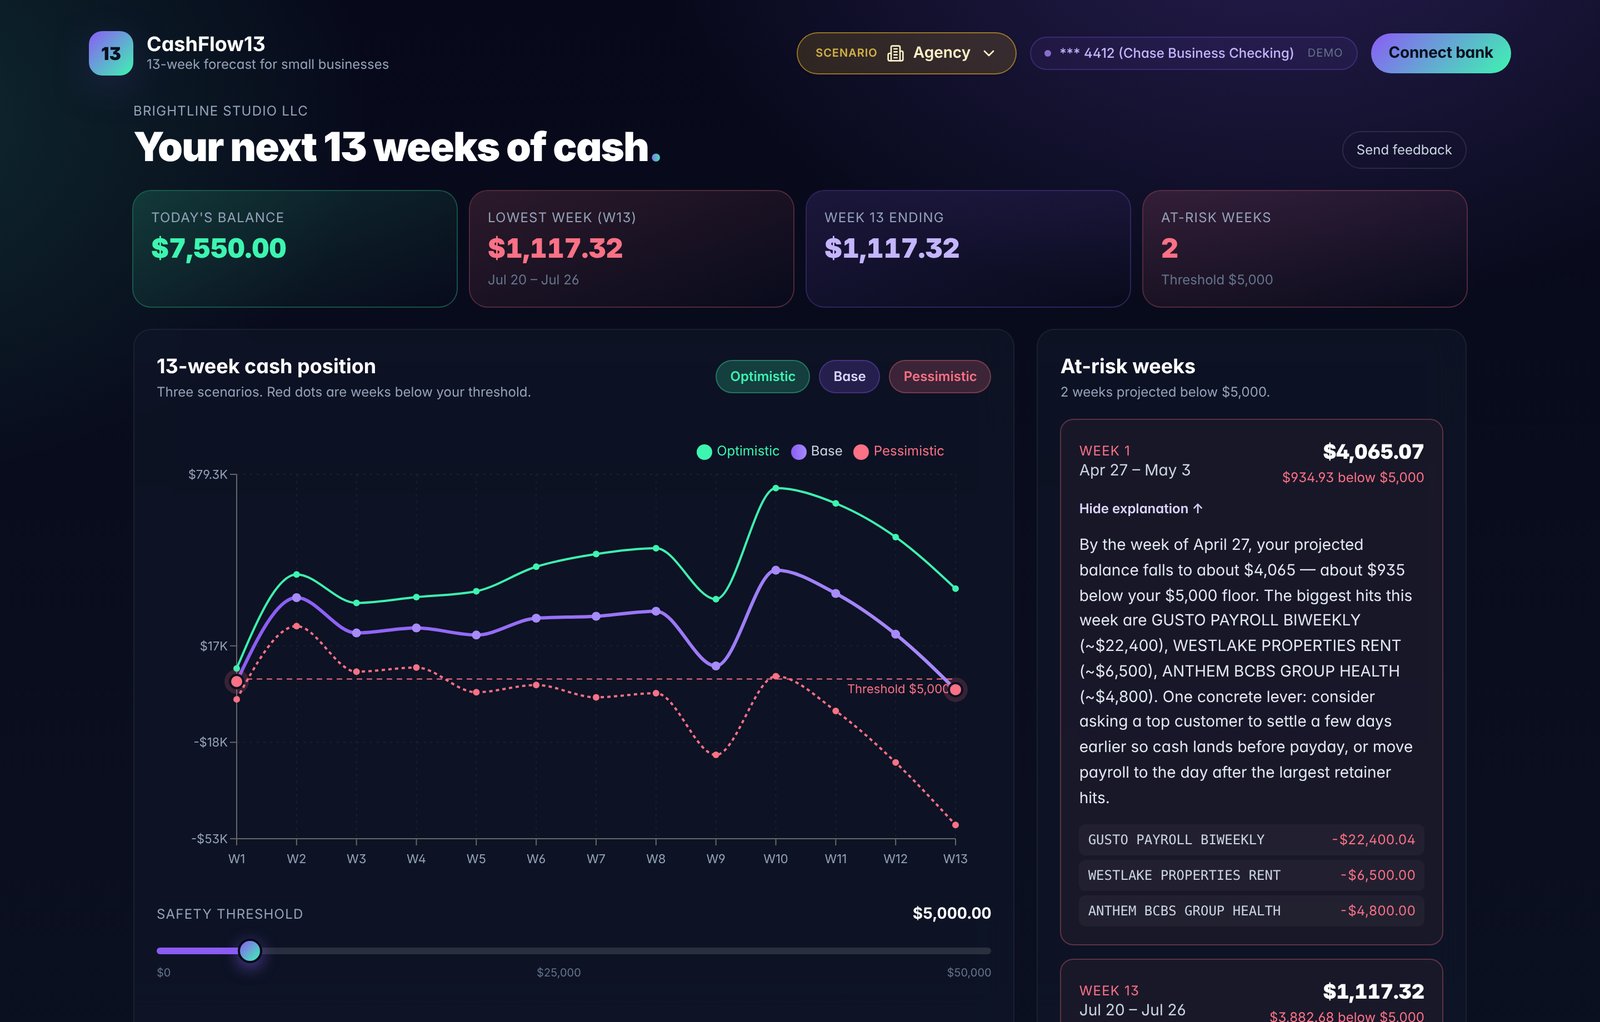 13
CashFlow13
13-week forecast for small businesses
SCENARIO Agency
*** 4412 (Chase Business Checking) DEMO
Connect bank
BRIGHTLINE STUDIO LLC
Your next 13 weeks of cash.
Send feedback
TODAY'S BALANCE
$7,550.00
LOWEST WEEK (W13)
$1,117.32
Jul 20 – Jul 26
WEEK 13 ENDING
$1,117.32
AT-RISK WEEKS
2
Threshold $5,000
13-week cash position
Three scenarios. Red dots are weeks below your threshold.
Optimistic
Base
Pessimistic
Optimistic Base Pessimistic
$79.3K
$17K
-$18K
-$53K
Threshold $5,000
W1 W2 W3 W4 W5 W6 W7 W8 W9 W10 W11 W12 W13
SAFETY THRESHOLD $5,000.00
$0 $25,000 $50,000
At-risk weeks
2 weeks projected below $5,000.
WEEK 1 $4,065.07
Apr 27 – May 3 $934.93 below $5,000
Hide explanation ↑
By the week of April 27, your projected
balance falls to about $4,065 — about $935
below your $5,000 floor. The biggest hits this
week are GUSTO PAYROLL BIWEEKLY
(~$22,400), WESTLAKE PROPERTIES RENT
(~$6,500), ANTHEM BCBS GROUP HEALTH
(~$4,800). One concrete lever: consider
asking a top customer to settle a few days
earlier so cash lands before payday, or move
payroll to the day after the largest retainer
hits.
GUSTO PAYROLL BIWEEKLY -$22,400.04
WESTLAKE PROPERTIES RENT -$6,500.00
ANTHEM BCBS GROUP HEALTH -$4,800.00
WEEK 13 $1,117.32
Jul 20 – Jul 26 $3,882.68 below $5,000